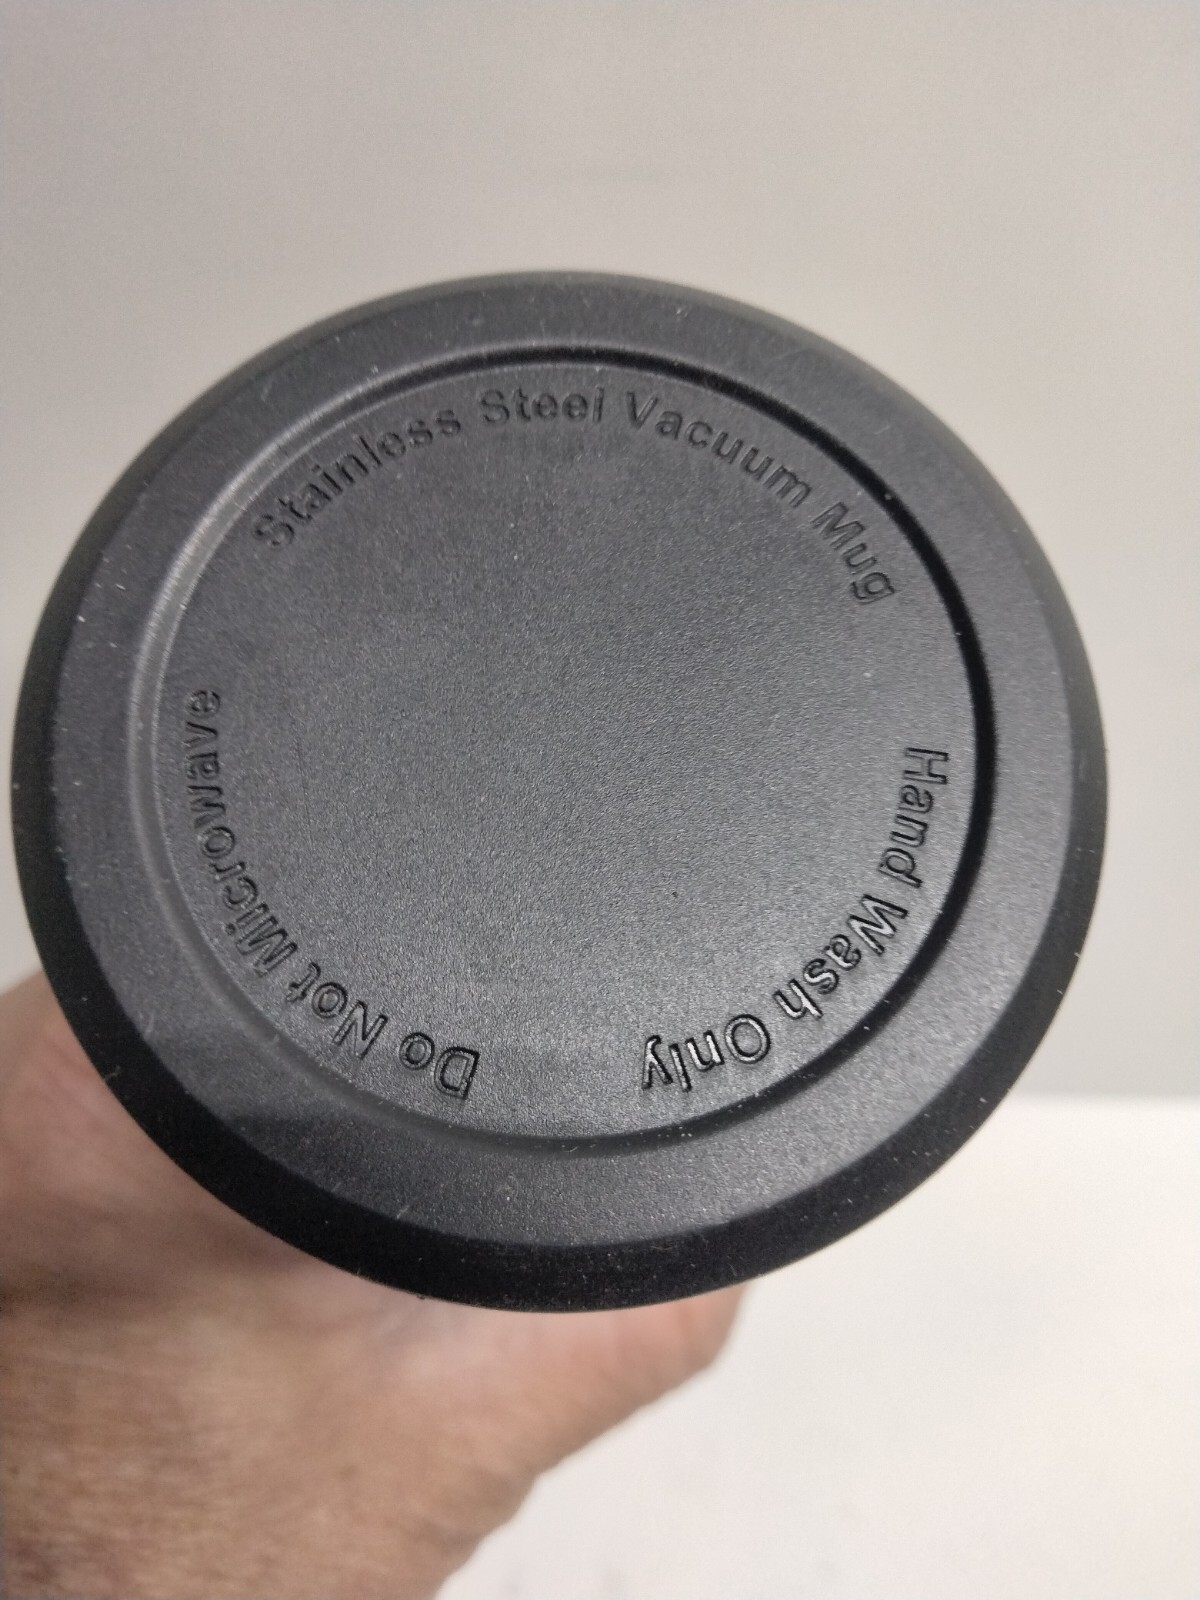 Stainless Steel Vacuum Mug
Hand Wash Only
Do Not Microwave